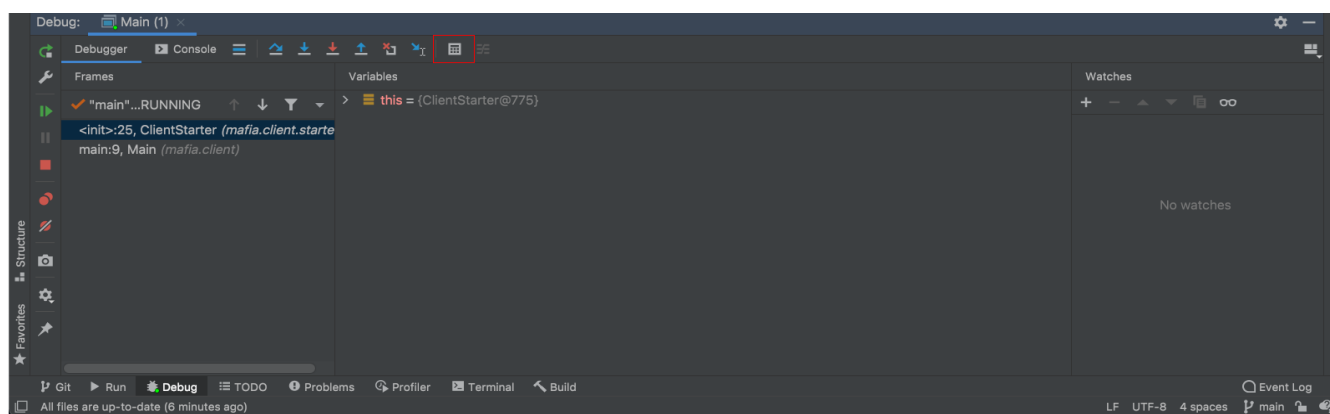 Debug: Main (1)
Debugger Console
Frames Variables Watches
"main"...RUNNING this = {ClientStarter@775}
<init>:25, ClientStarter (mafia.client.starte
main:9, Main (mafia.client)
No watches
Structure
Favorites
Git Run Debug TODO Problems Profiler Terminal Build Event Log
All files are up-to-date (6 minutes ago) LF UTF-8 4 spaces main